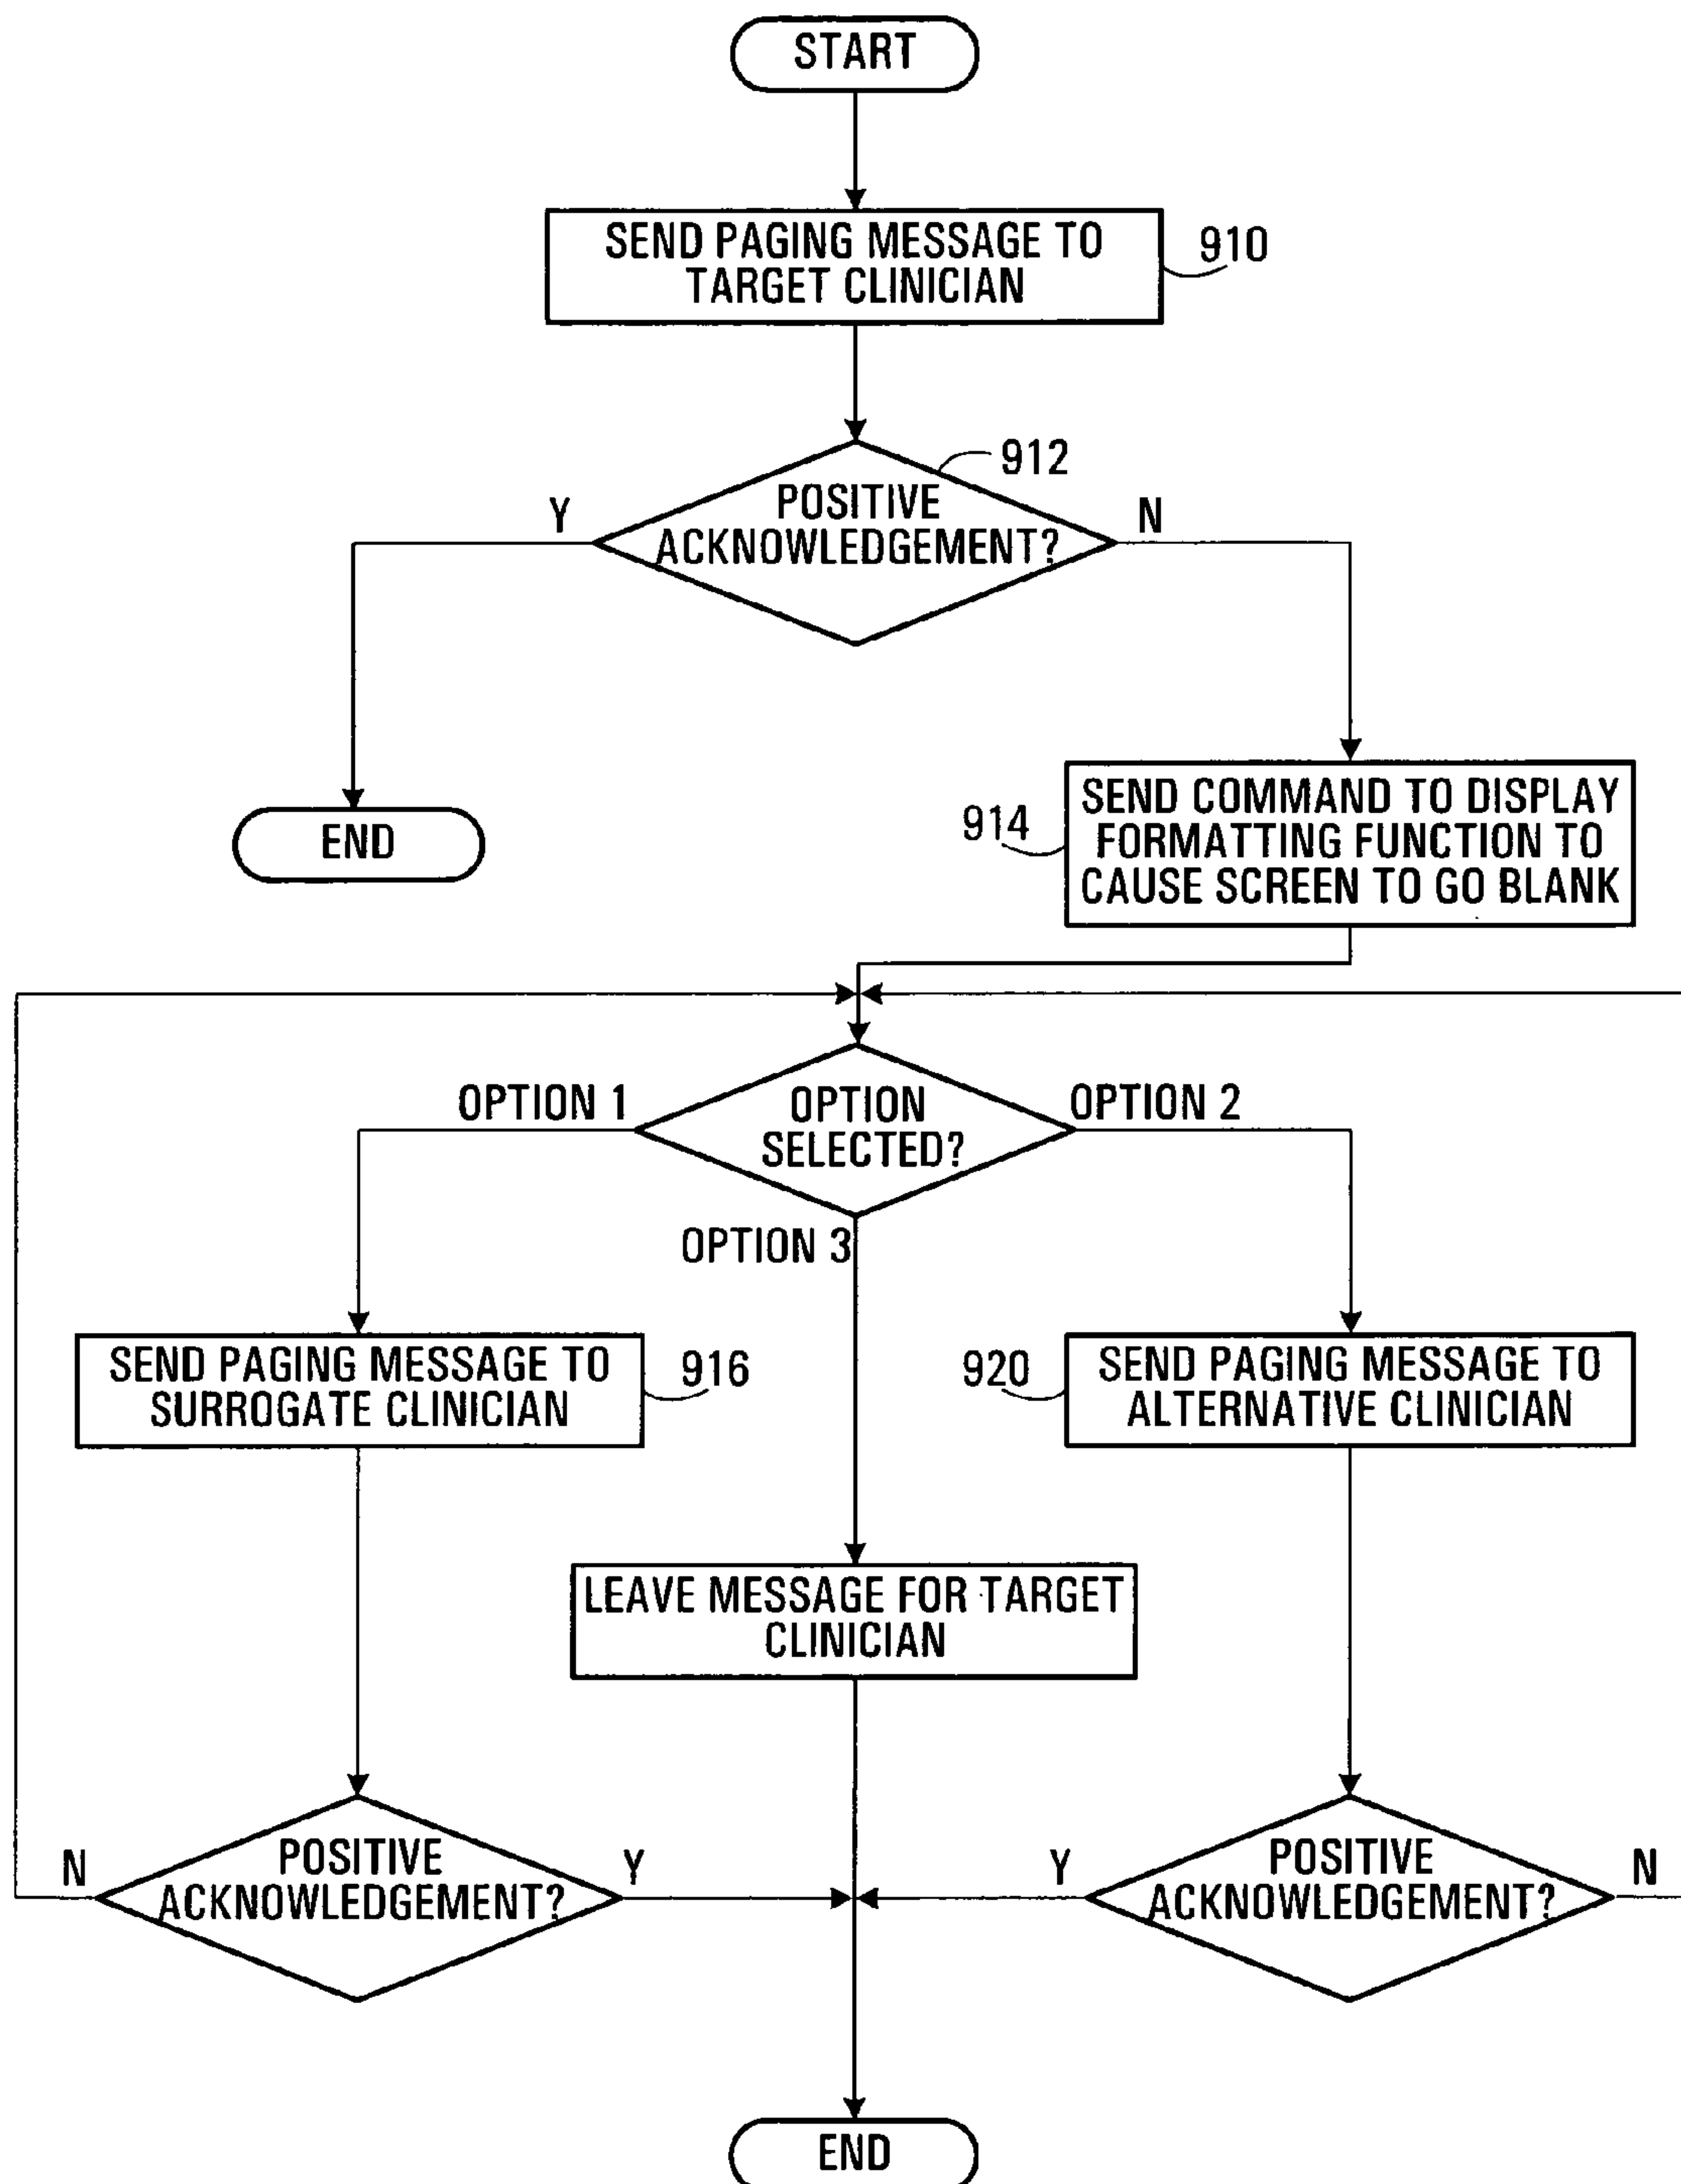 START
SEND PAGING MESSAGE TO
TARGET CLINICIAN
910
912
POSITIVE
ACKNOWLEDGEMENT?
Y
N
END
914
SEND COMMAND TO DISPLAY
FORMATTING FUNCTION TO
CAUSE SCREEN TO GO BLANK
OPTION 1
OPTION
SELECTED?
OPTION 2
OPTION 3
SEND PAGING MESSAGE TO
SURROGATE CLINICIAN
916
920
SEND PAGING MESSAGE TO
ALTERNATIVE CLINICIAN
LEAVE MESSAGE FOR TARGET
CLINICIAN
N
POSITIVE
ACKNOWLEDGEMENT?
Y
Y
POSITIVE
ACKNOWLEDGEMENT?
N
END